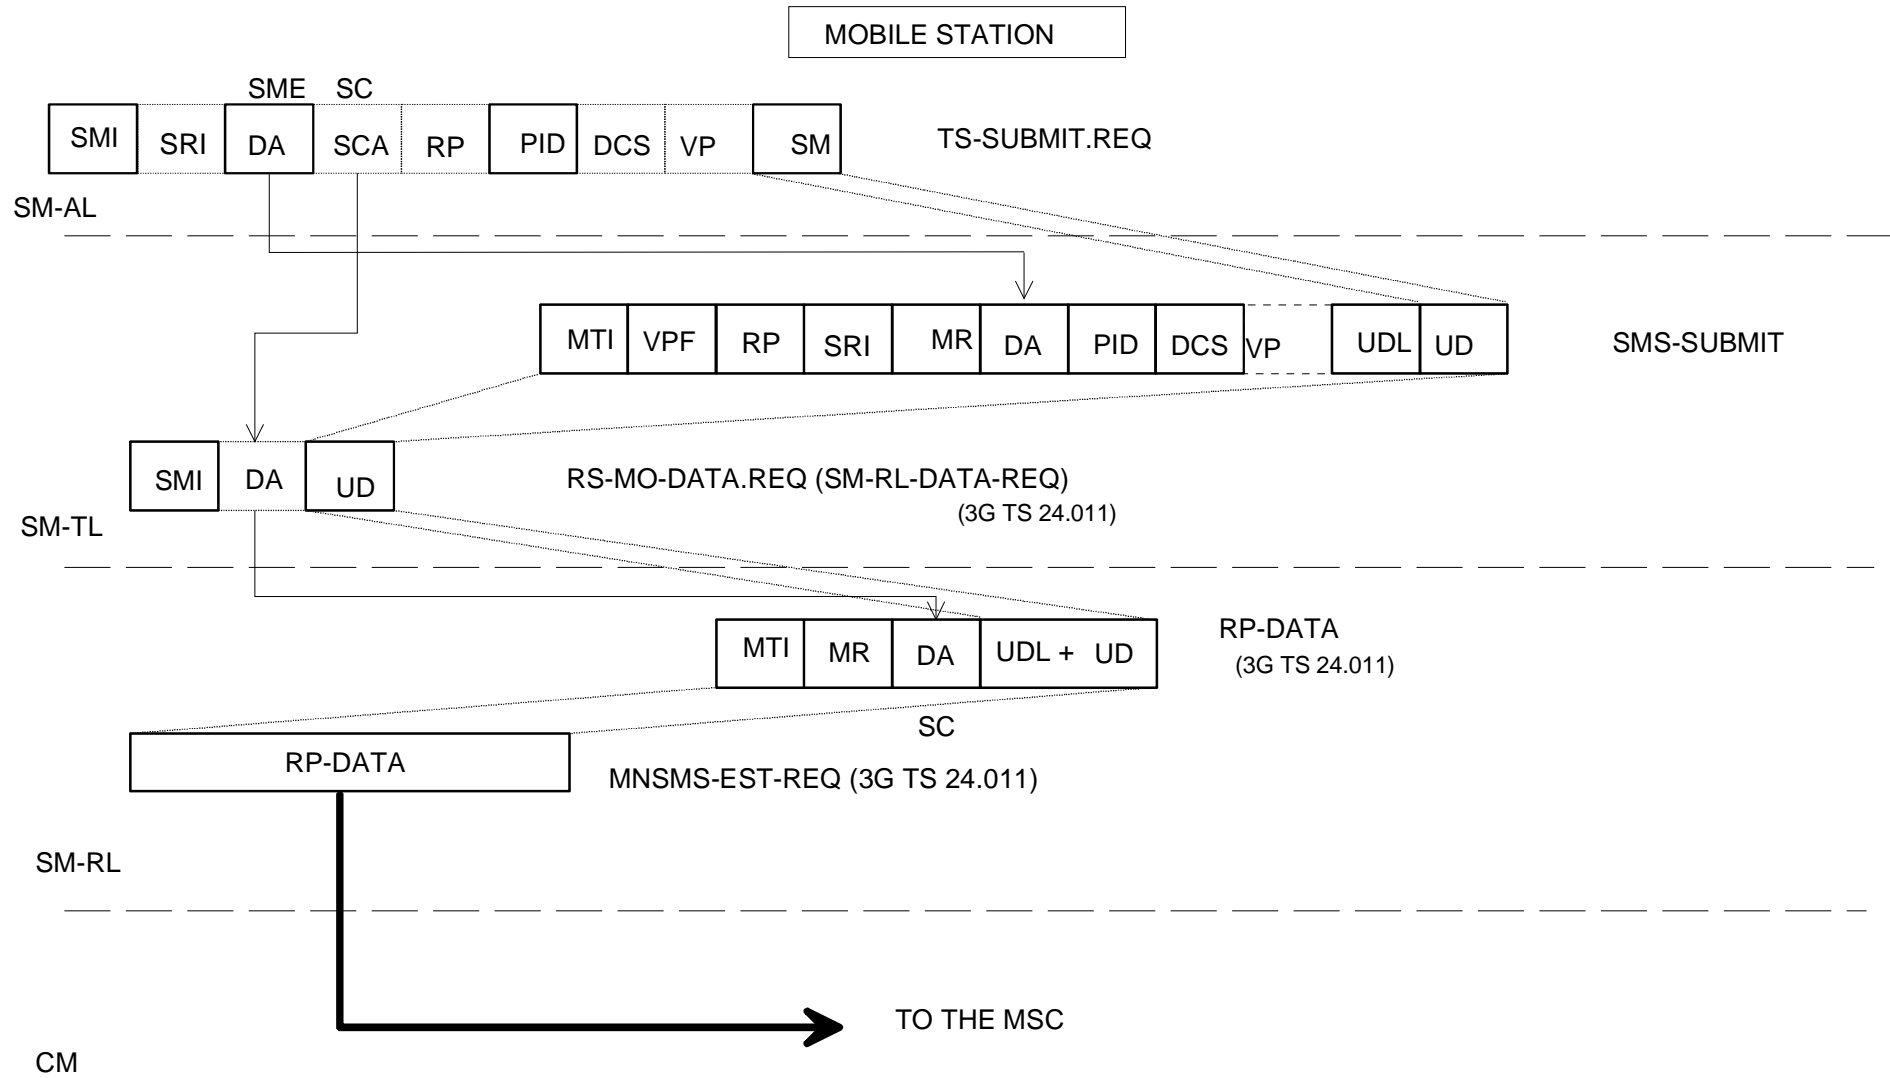 MOBILE STATION
SME SC
SMI SRI DA SCA RP PID DCS VP SM
TS-SUBMIT.REQ
SM-AL
MTI VPF RP SRI MR DA PID DCS VP UDL UD
SMS-SUBMIT
SMI DA UD
RS-MO-DATA.REQ (SM-RL-DATA-REQ)
(3G TS 24.011)
SM-TL
MTI MR DA UDL + UD
RP-DATA
(3G TS 24.011)
SC
RP-DATA
MNSMS-EST-REQ (3G TS 24.011)
SM-RL
TO THE MSC
CM